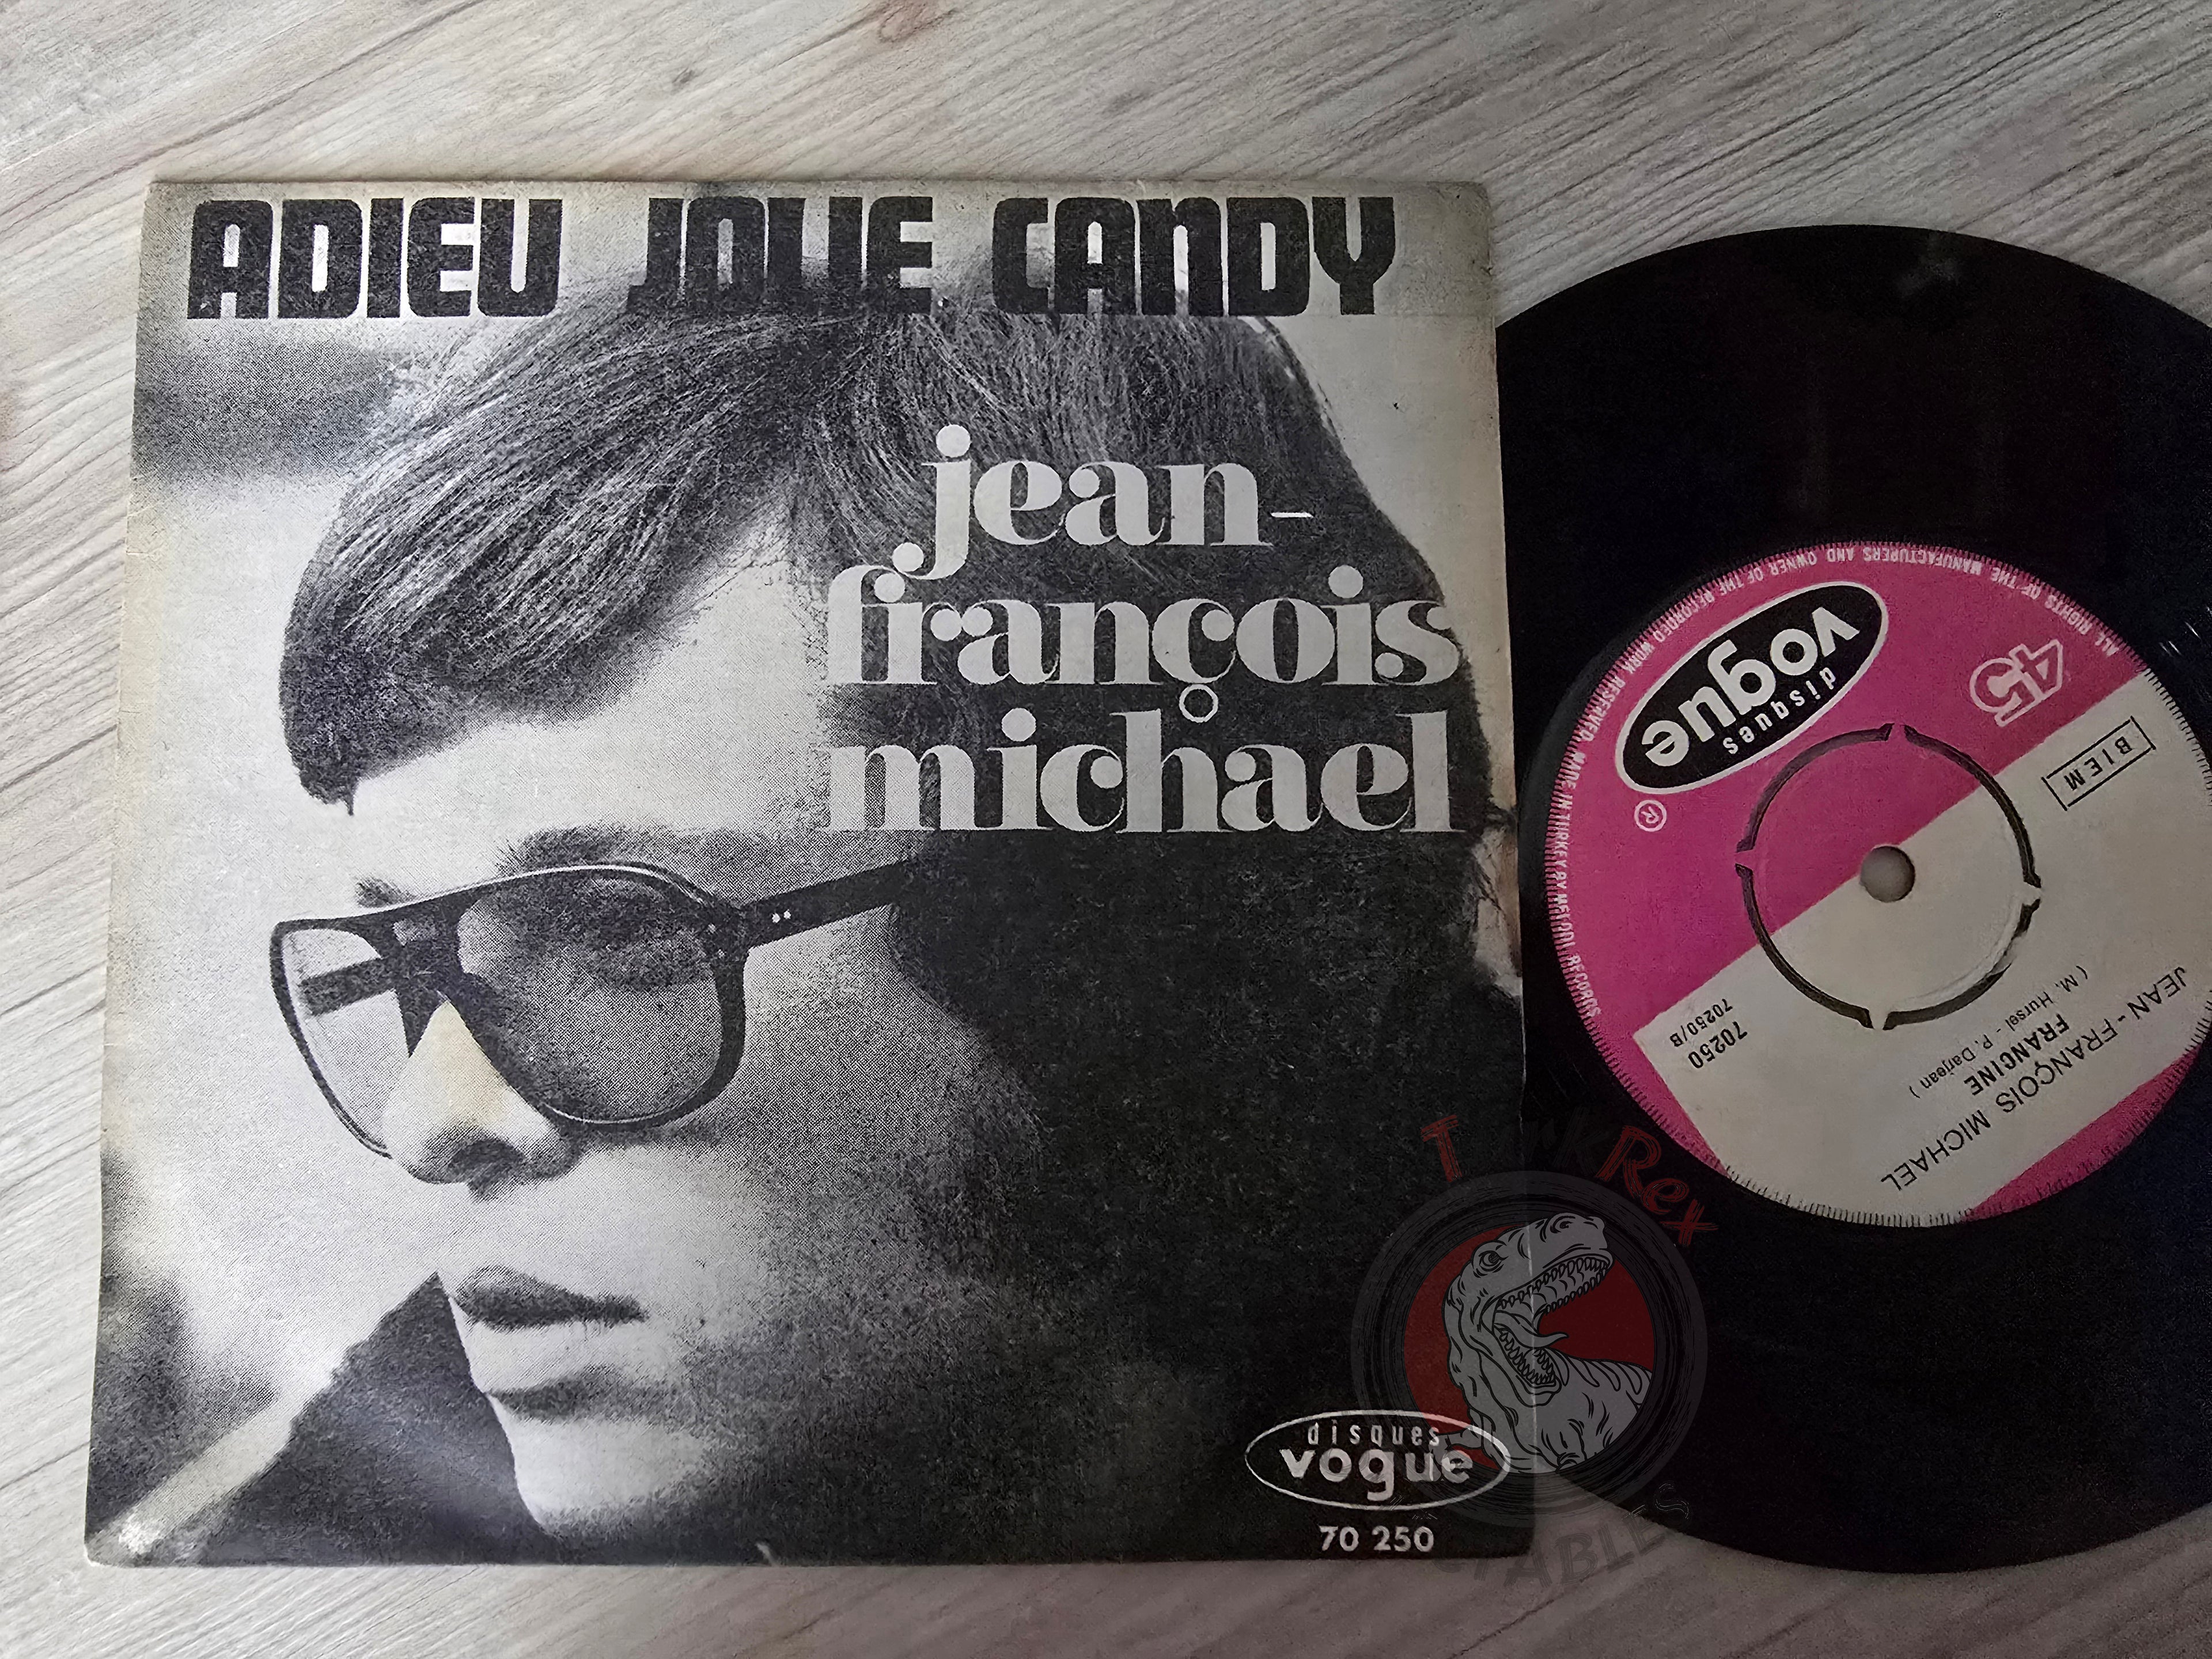 ADIEU JOLIE CANDY
jean-
françois
michael
disques
vogue
70 250
ALL RIGHTS OF THE MANUFACTURERS AND OWNER OF THE RECORDED WORK RESERVED. MADE IN TURKEY BY MELODI RECORDS
disques
vogue
®
45
BIEM
70250
70250/B
JEAN-FRANÇOIS MICHAEL
FRANCINE
( M. Hursel - P. Darjean )
TurkRex